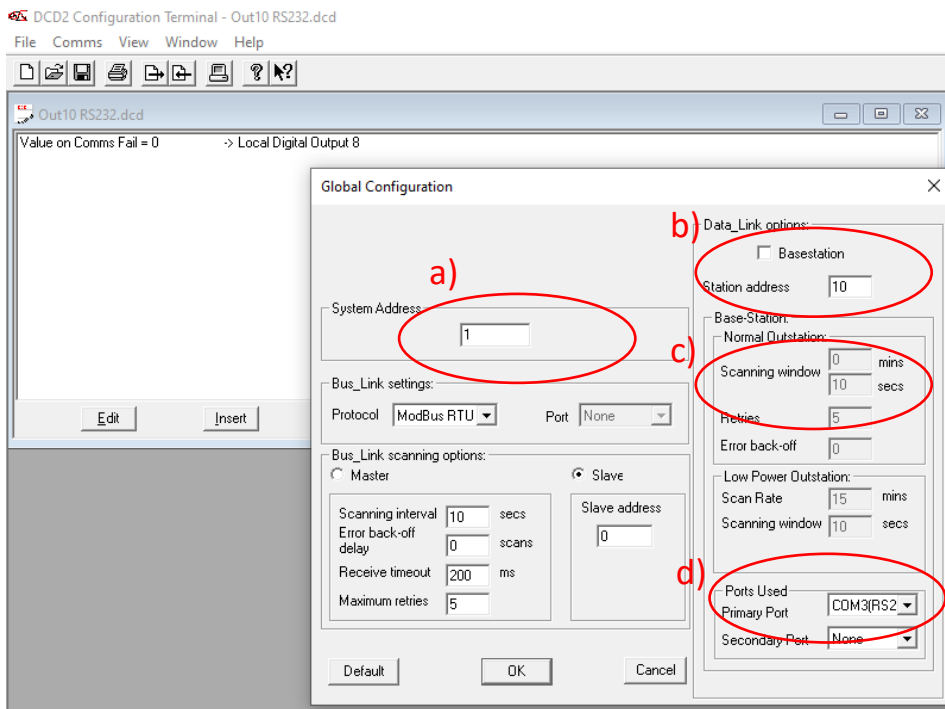 DCD2 Configuration Terminal - Out10 RS232.dcd
File Comms View Window Help
Out10 RS232.dcd
Value on Comms Fail = 0 -> Local Digital Output 8
Edit Insert
Global Configuration
a)
System Address
1
Bus_Link settings:
Protocol ModBus RTU Port None
Bus_Link scanning options:
Master Slave
Scanning interval 10 secs
Error back-off delay 0 scans
Receive timeout 200 ms
Maximum retries 5
Slave address
0
Default OK Cancel
b)
Data_Link options:
Basestation
Station address 10
Base-Station:
Normal Outstation:
c)
Scanning window 0 mins
10 secs
Retries 5
Error back-off 0
Low Power Outstation:
Scan Rate 15 mins
Scanning window 10 secs
d)
Ports Used
Primary Port COM3(RS2
Secondary Port None